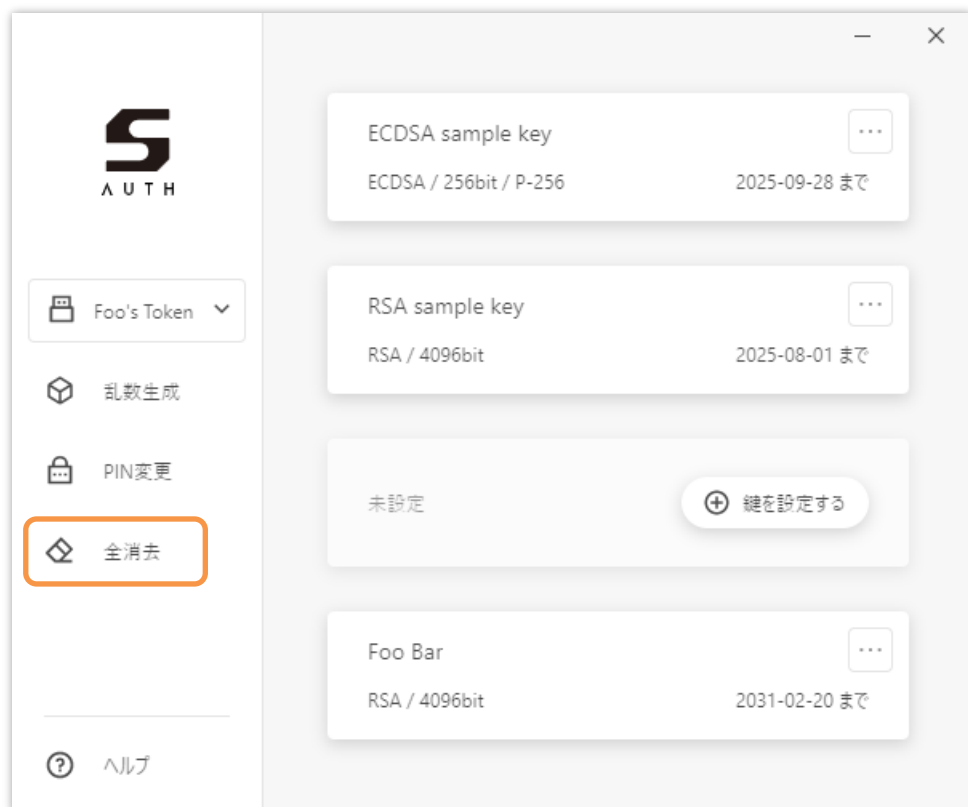 S
AUTH
Foo's Token
乱数生成
PIN変更
全消去
ヘルプ
ECDSA sample key
ECDSA / 256bit / P-256 2025-09-28 まで
RSA sample key
RSA / 4096bit 2025-08-01 まで
未設定 鍵を設定する
Foo Bar
RSA / 4096bit 2031-02-20 まで